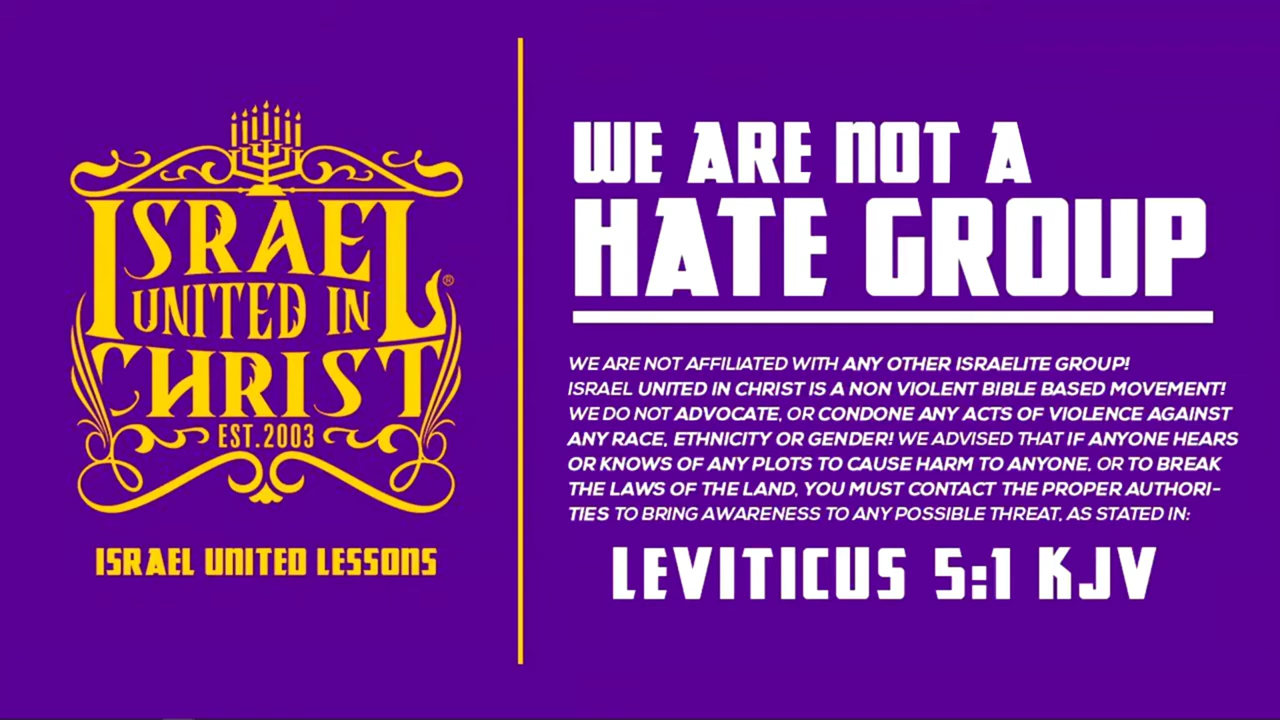 ISRAEL
UNITED IN
CHRIST
®
EST.2003
ISRAEL UNITED LESSONS
WE ARE NOT A
HATE GROUP
WE ARE NOT AFFILIATED WITH ANY OTHER ISRAELITE GROUP!
ISRAEL UNITED IN CHRIST IS A NON VIOLENT BIBLE BASED MOVEMENT!
WE DO NOT ADVOCATE, OR CONDONE ANY ACTS OF VIOLENCE AGAINST
ANY RACE, ETHNICITY OR GENDER! WE ADVISED THAT IF ANYONE HEARS
OR KNOWS OF ANY PLOTS TO CAUSE HARM TO ANYONE, OR TO BREAK
THE LAWS OF THE LAND, YOU MUST CONTACT THE PROPER AUTHORI-
TIES TO BRING AWARENESS TO ANY POSSIBLE THREAT, AS STATED IN:
LEVITICUS 5:1 KJV